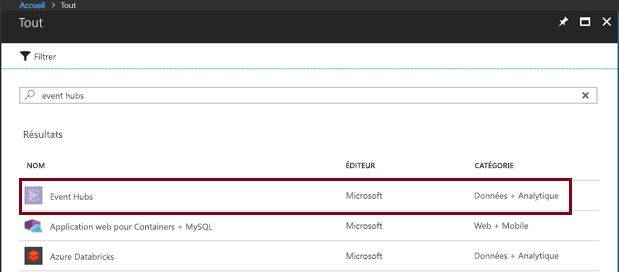 Accueil > Tout
Tout
Filtrer
event hubs
Résultats
NOM ÉDITEUR CATÉGORIE
Event Hubs Microsoft Données + Analytique
Application web pour Containers + MySQL Microsoft Web + Mobile
Azure Databricks Microsoft Données + Analytique